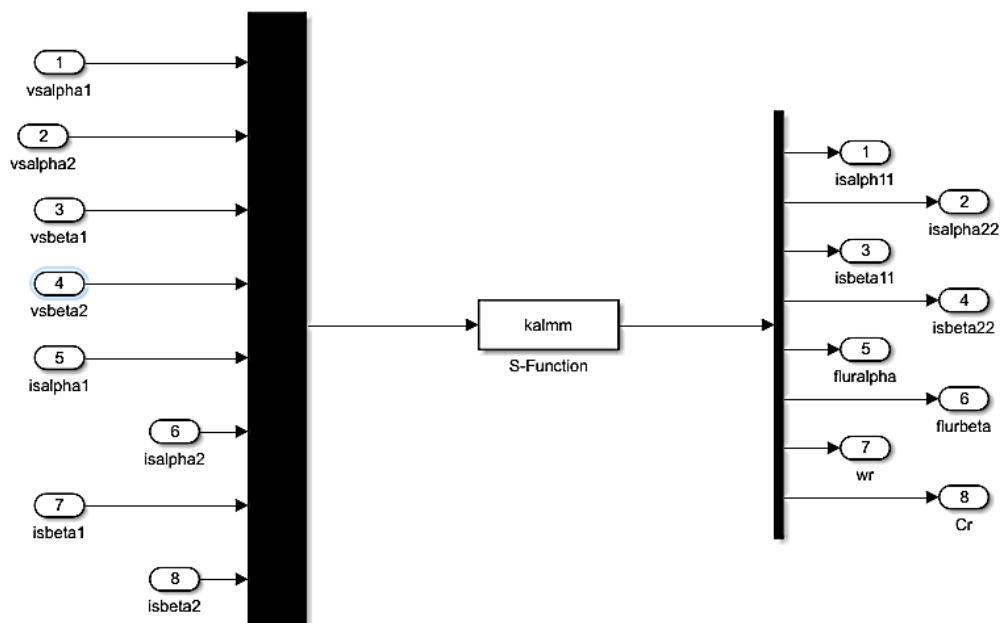 1
vsalpha1
2
vsalpha2
3
vsbeta1
4
vsbeta2
5
isalpha1
6
isalpha2
7
isbeta1
8
isbeta2
kalmm
S-Function
1
isalph11
2
isalpha22
3
isbeta11
4
isbeta22
5
fluralpha
6
flurbeta
7
wr
8
Cr